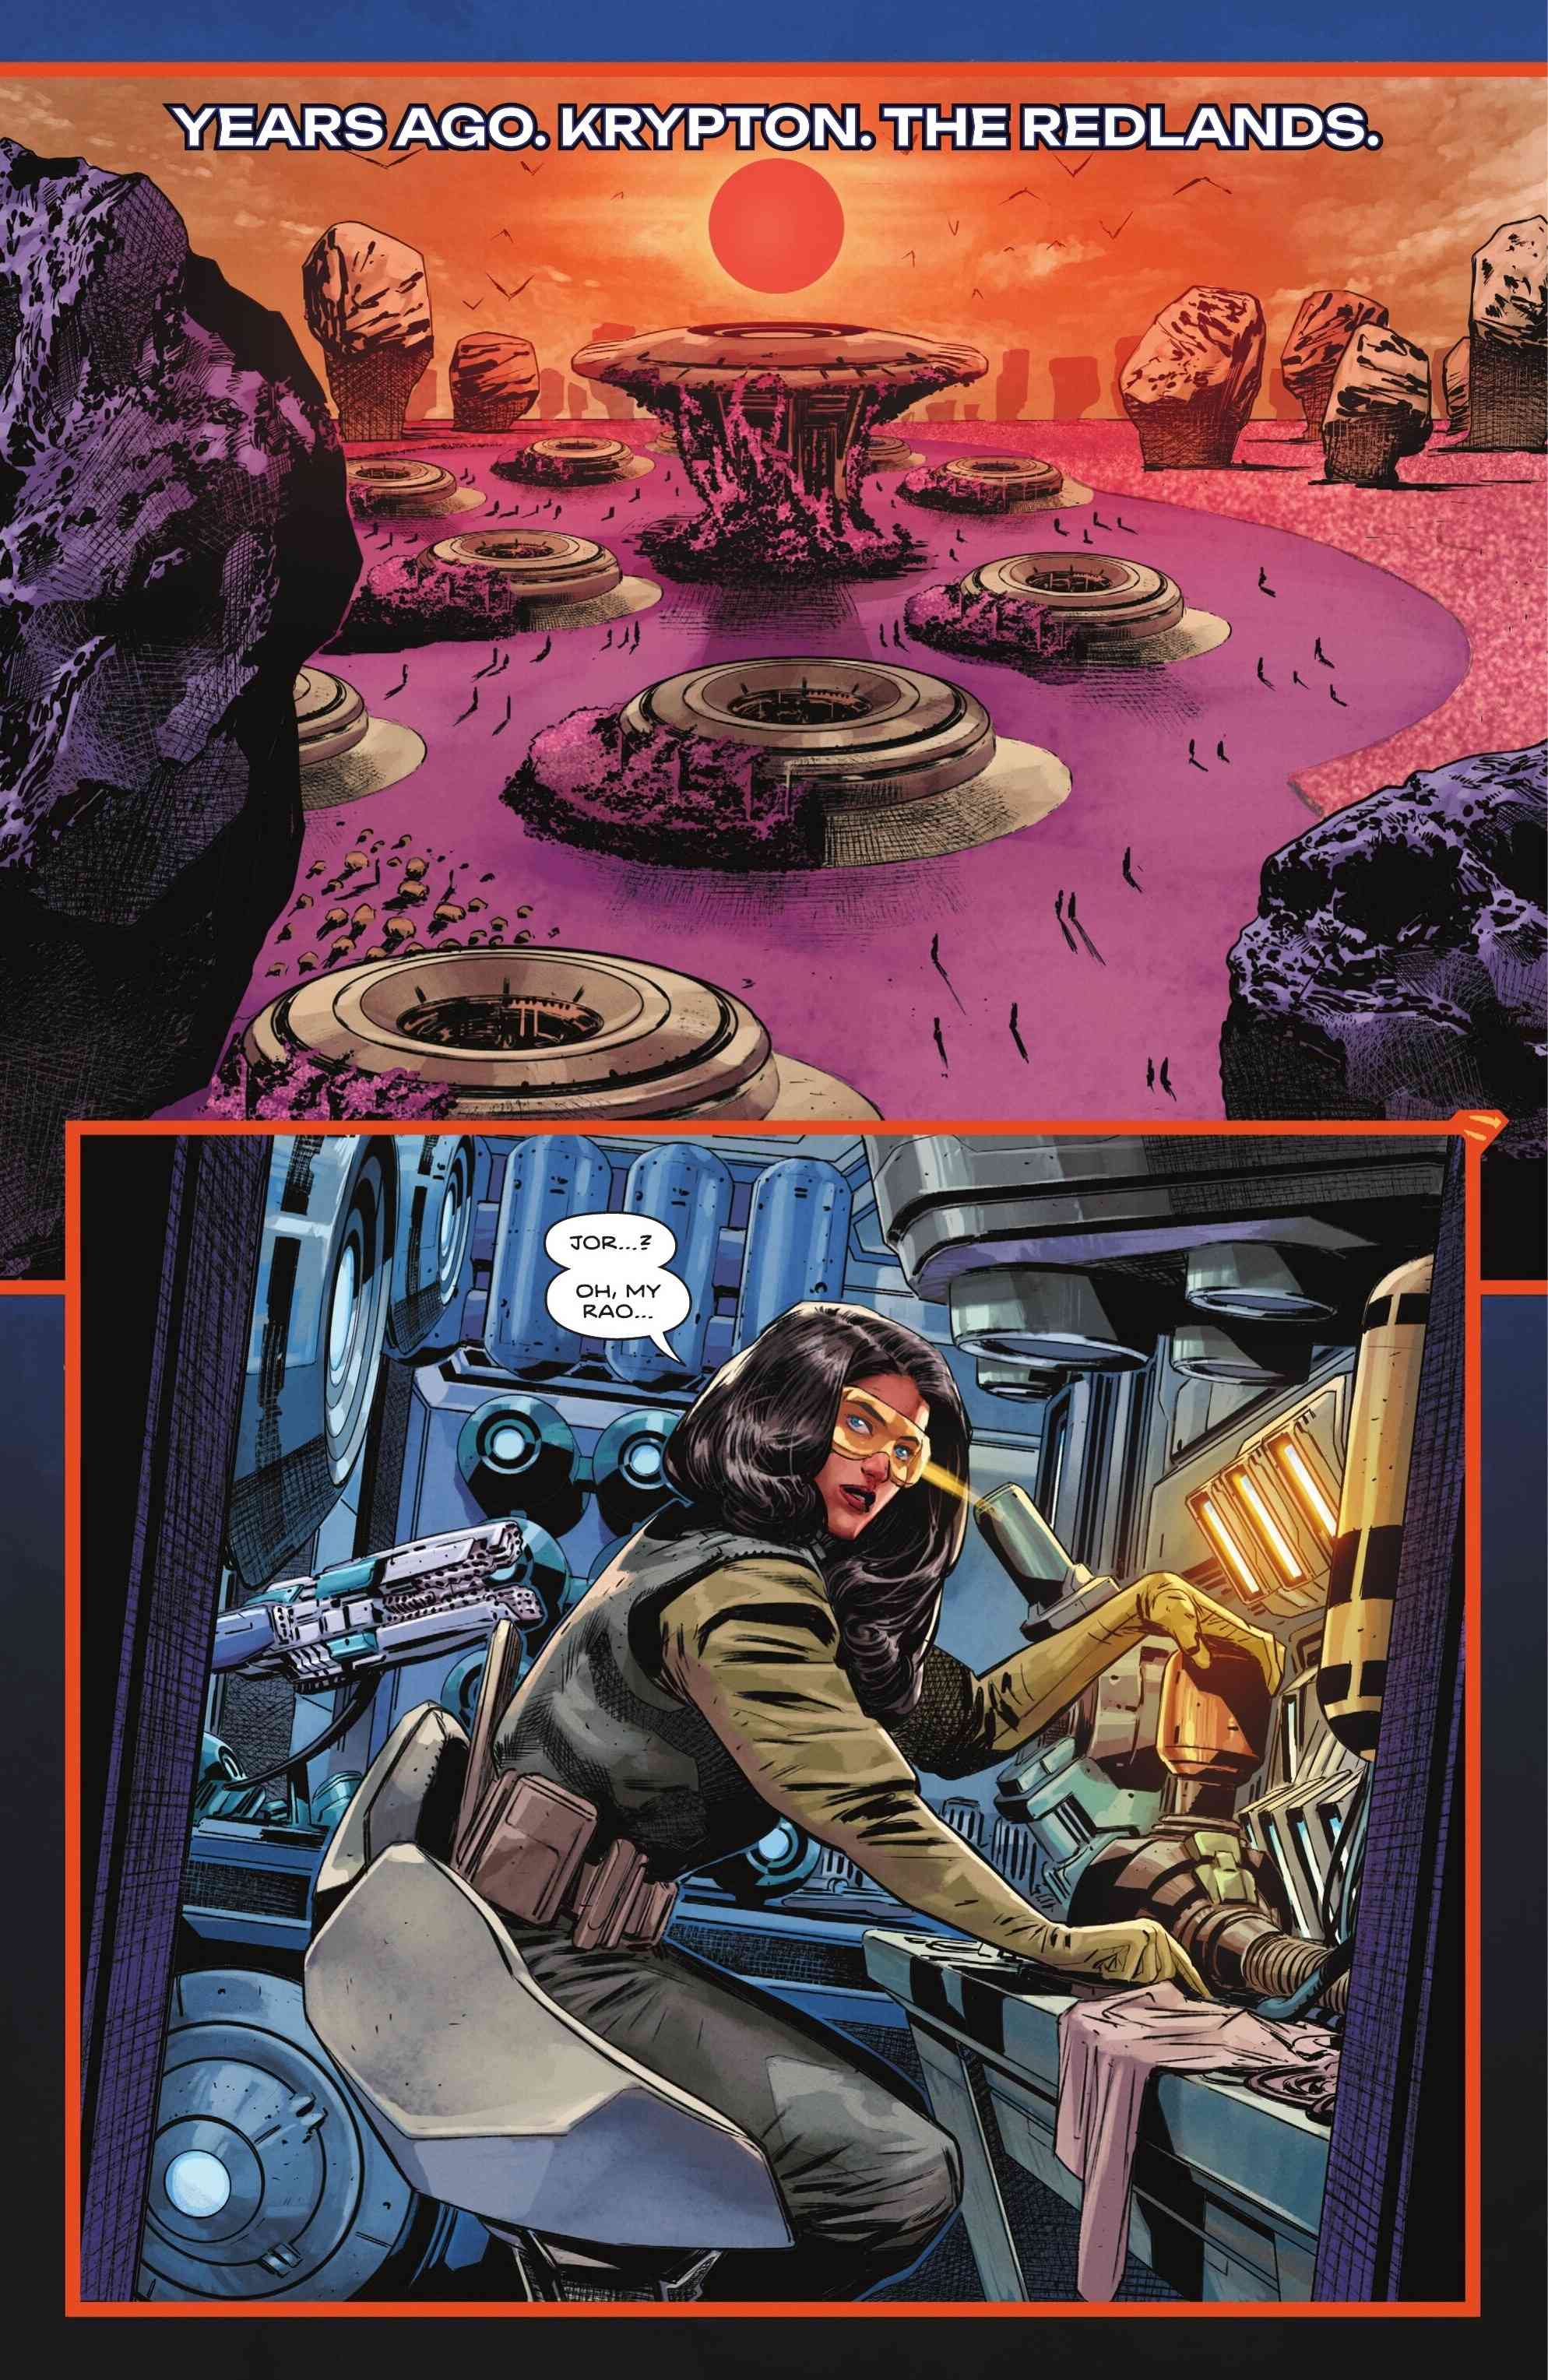 YEARS AGO. KRYPTON. THE REDLANDS.
JOR...?
OH, MY
RAO...